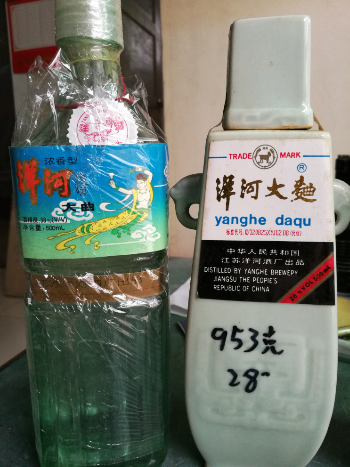 浓香型
洋河
大曲
净含量:500mL
TRADE MARK
®
洋河大麯
yanghe daqu
中华人民共和国
江苏洋河酒厂出品
DISTILLED BY YANGHE BREWERY
JIANGSU THE PEOPLE'S
REPUBLIC OF CHINA
953克
28-